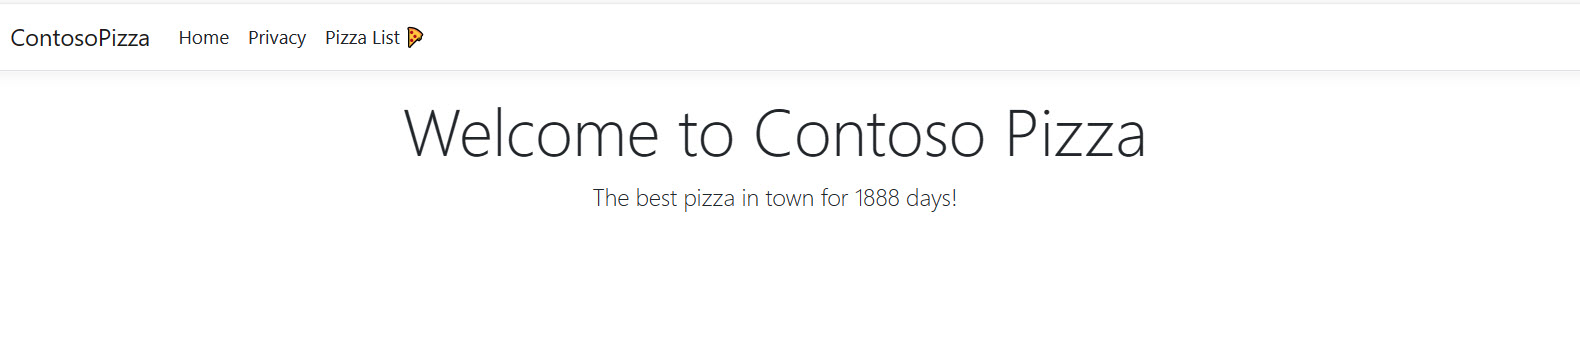 ContosoPizza Home Privacy Pizza List 🍕
Welcome to Contoso Pizza
The best pizza in town for 1888 days!